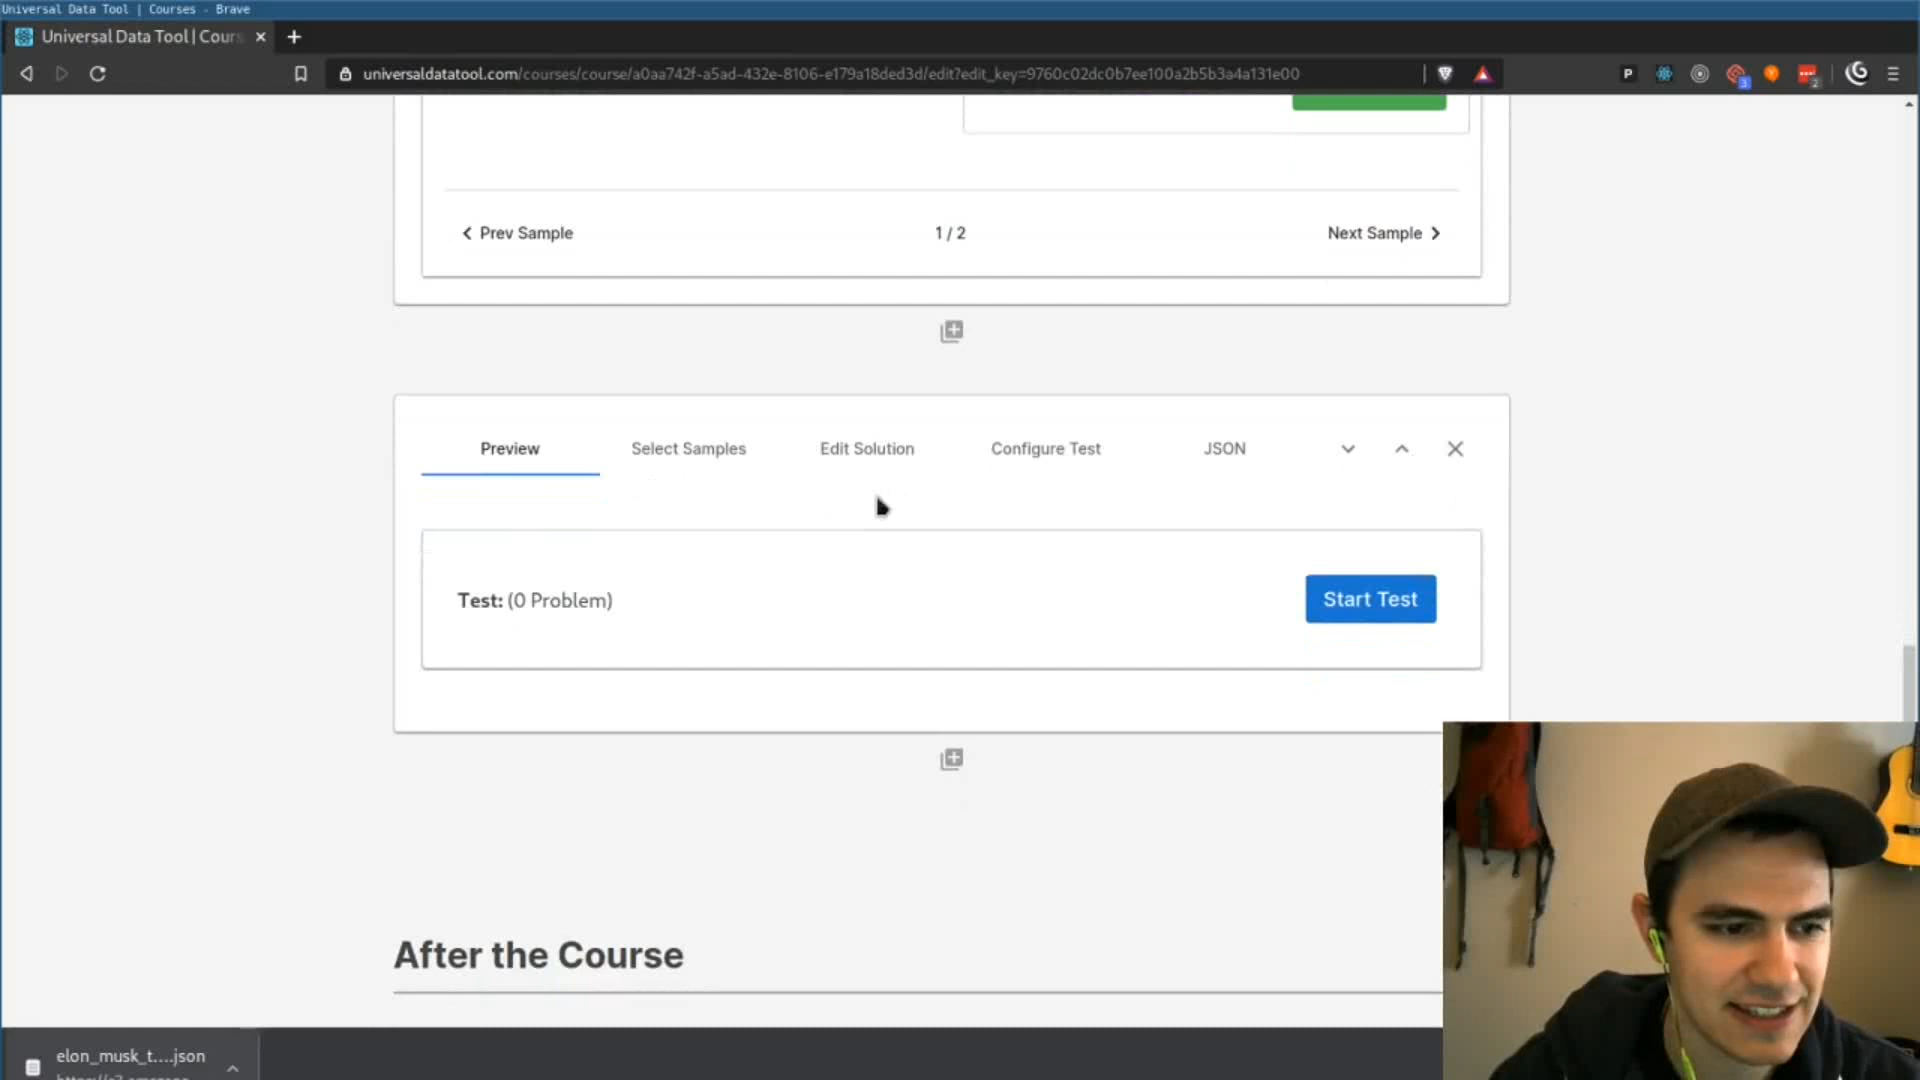 Universal Data Tool | Courses - Brave
Universal Data Tool | Cours
universaldatatool.com/courses/course/a0aa742f-a5ad-432e-8106-e179a18ded3d/edit?edit_key=9760c02dc0b7ee100a2b5b3a4a131e00
P
3
2
Prev Sample
1 / 2
Next Sample
Preview
Select Samples
Edit Solution
Configure Test
JSON
Test: (0 Problem)
Start Test
After the Course
elon_musk_t....json